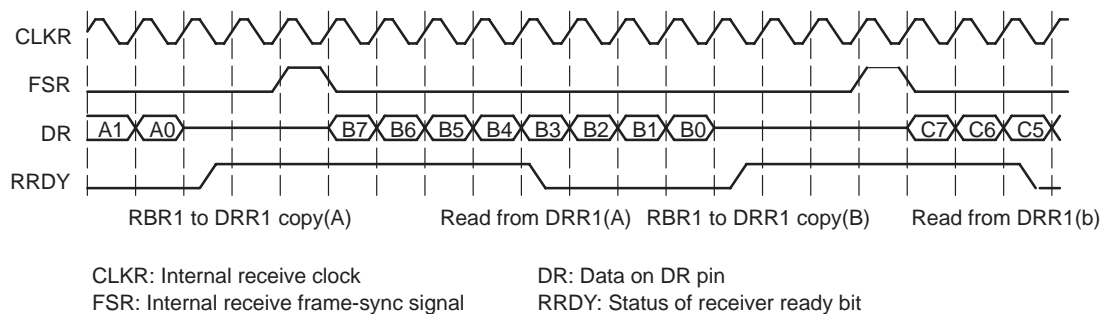 CLKR
FSR
DR A1 A0 B7 B6 B5 B4 B3 B2 B1 B0 C7 C6 C5
RRDY
RBR1 to DRR1 copy(A) Read from DRR1(A) RBR1 to DRR1 copy(B) Read from DRR1(b)
CLKR: Internal receive clock DR: Data on DR pin
FSR: Internal receive frame-sync signal RRDY: Status of receiver ready bit